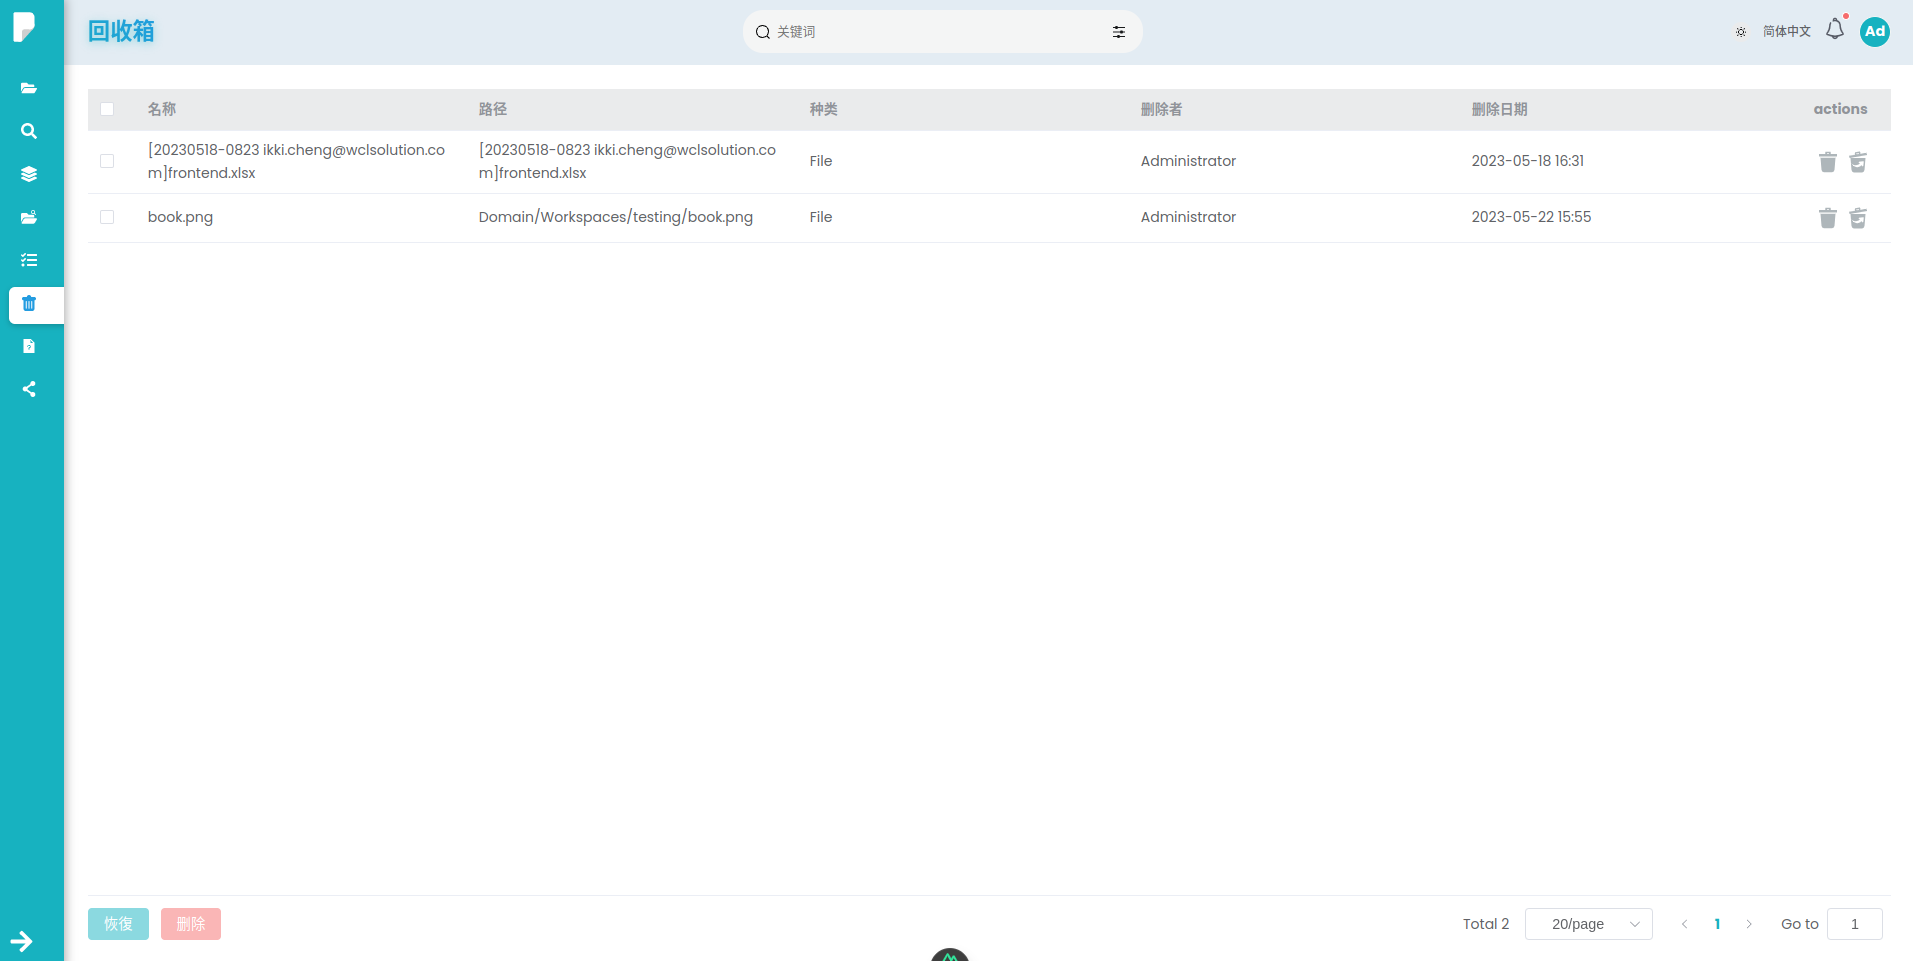 回收箱
关键词
简体中文
Ad
名称 路径 种类 删除者 删除日期 actions
[20230518-0823 ikki.cheng@wclsolution.co
m]frontend.xlsx
[20230518-0823 ikki.cheng@wclsolution.co
m]frontend.xlsx
File
Administrator
2023-05-18 16:31
book.png Domain/Workspaces/testing/book.png File Administrator 2023-05-22 15:55
恢復 删除 Total 2 20/page 1 Go to 1